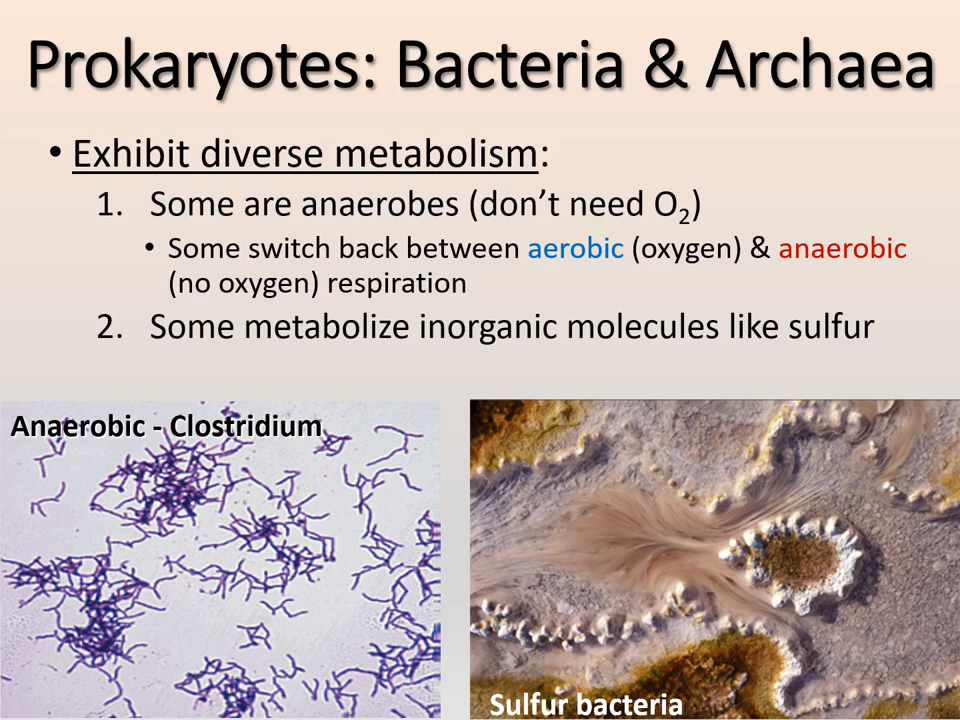 Prokaryotes: Bacteria & Archaea
• Exhibit diverse metabolism:
1. Some are anaerobes (don’t need O₂)
• Some switch back between aerobic (oxygen) & anaerobic
(no oxygen) respiration
2. Some metabolize inorganic molecules like sulfur
Anaerobic - Clostridium
Sulfur bacteria